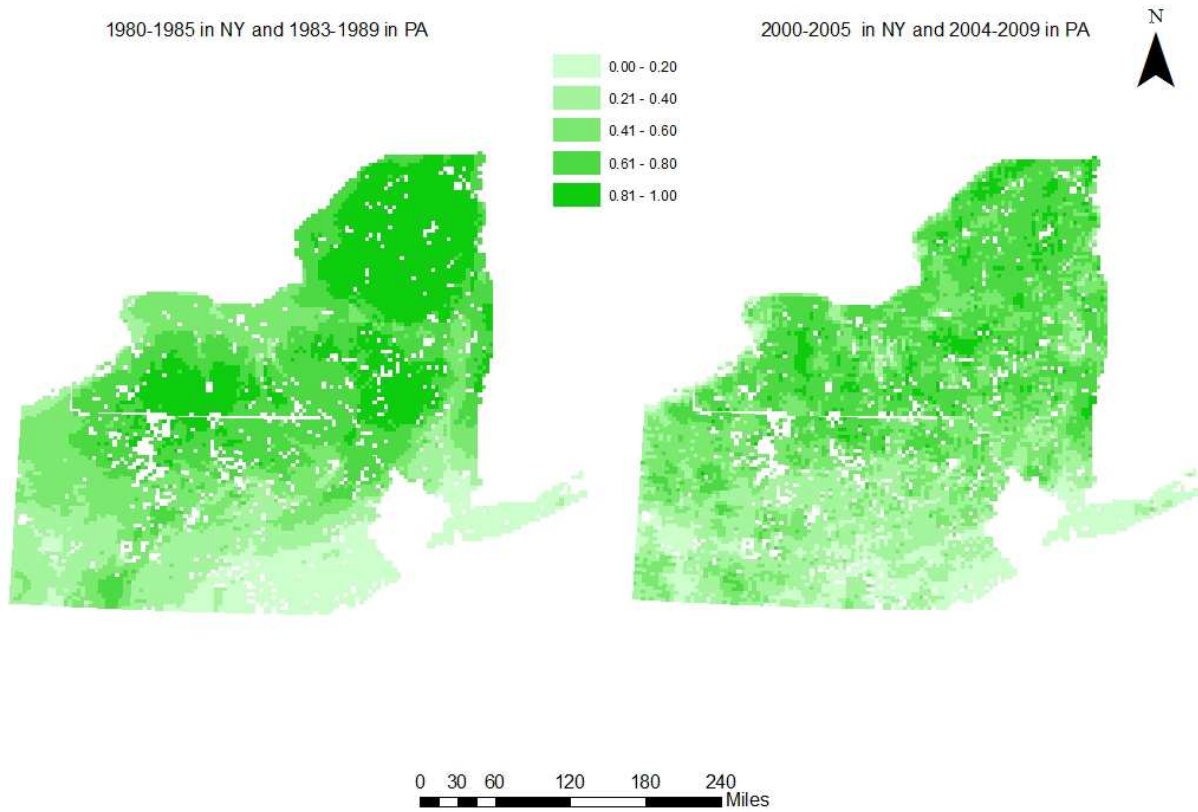 1980-1985 in NY and 1983-1989 in PA
2000-2005 in NY and 2004-2009 in PA
N
0.00 - 0.20
0.21 - 0.40
0.41 - 0.60
0.61 - 0.80
0.81 - 1.00
0 30 60 120 180 240
Miles